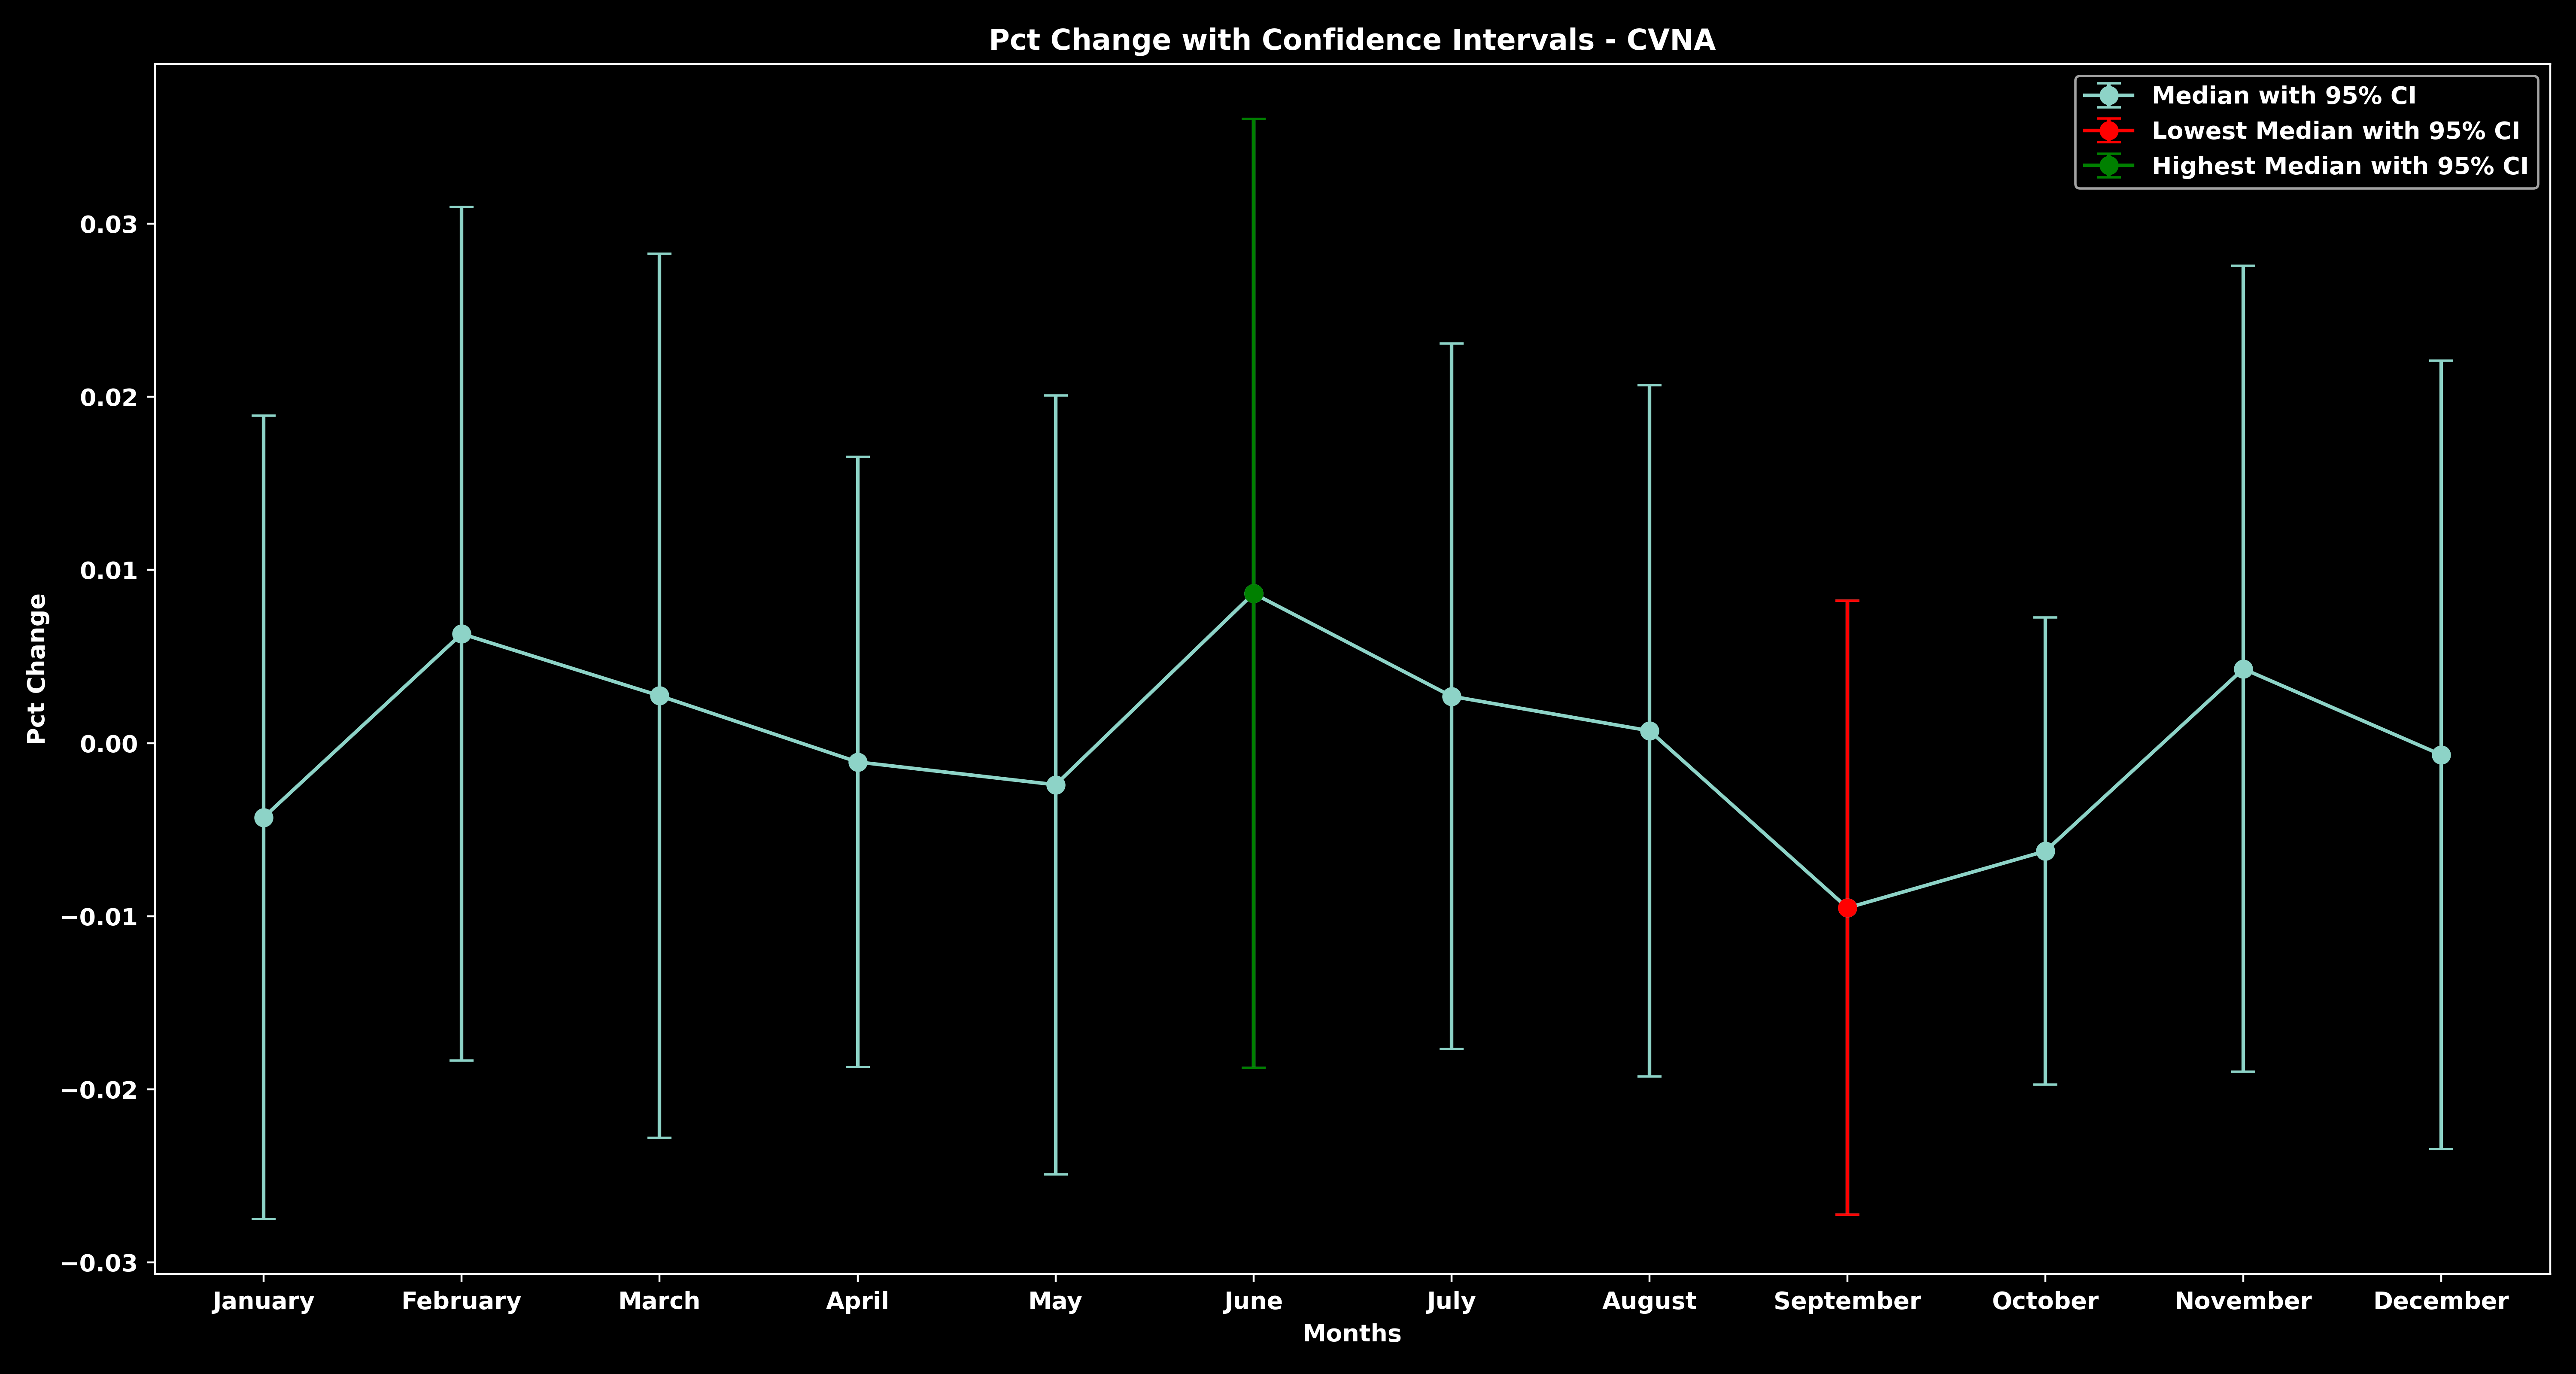 Pct Change with Confidence Intervals - CVNA
Median with 95% CI
Lowest Median with 95% CI
Highest Median with 95% CI
Pct Change
0.03
0.02
0.01
0.00
−0.01
−0.02
−0.03
January February March April May June July August September October November December
Months